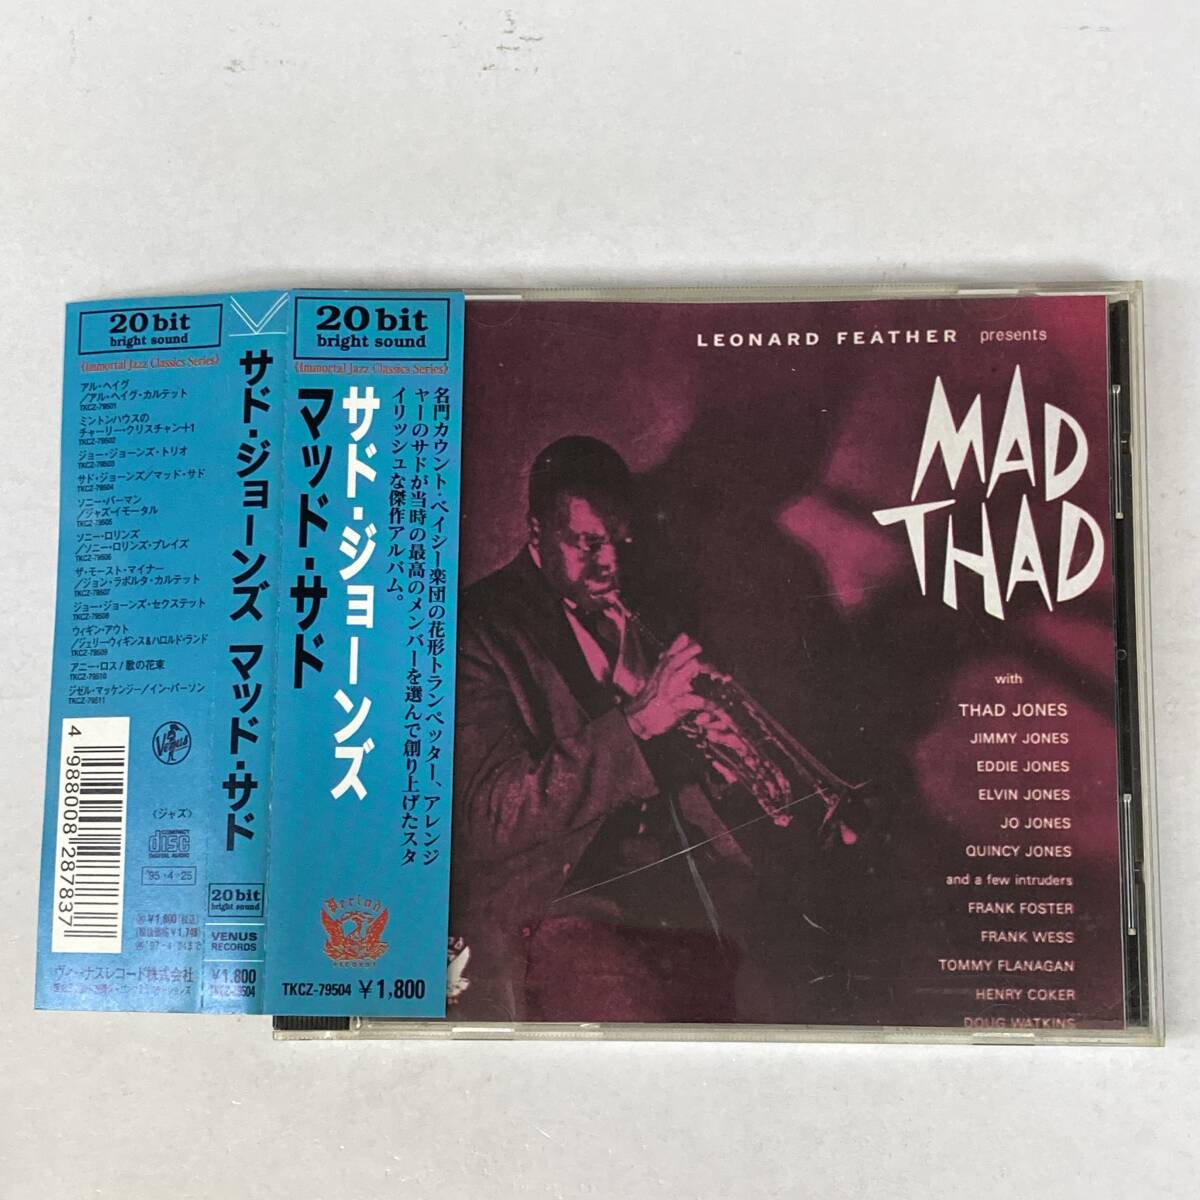 20 bit
bright sound
《Immortal Jazz Classics Series》
アル・ヘイグ
/アル・ヘイグ・カルテット
TKCZ-79501
ミントンハウスの
チャーリー・クリスチャン+1
TKCZ-79502
ジョー・ジョーンズ・トリオ
TKCZ-79503
サド・ジョーンズ/マッド・サド
TKCZ-79504
ソニー・バーマン
/ジャズ・イモータル
TKCZ-79505
ソニー・ロリンズ
/ソニー・ロリンズ・プレイズ
TKCZ-79506
ザ・モースト・マイナー
/ジョン・ラポルタ・カルテット
TKCZ-79507
ジョー・ジョーンズ・セクステット
TKCZ-79508
ウィギン・アウト
/ジェリー・ウィギンス&ハロルド・ランド
TKCZ-79509
アニー・ロス/歌の花束
TKCZ-79510
ジゼル・マッケンジー/イン・パーソン
TKCZ-79511
4 988008 287837
Venus
〈ジャズ〉
COMPACT
disc
DIGITAL AUDIO
'95・4・25
¥1,800(税込)
(税抜価格¥1,748)
ヴィーナスレコード株式会社
サド・ジョーンズ マッド・サド
20 bit
bright sound
VENUS
RECORDS
¥1,800
TKCZ-79504
20 bit
bright sound
《Immortal Jazz Classics Series》
サド・ジョーンズ
マッド・サド
名門カウント・ベイシー楽団の花形トランペッター、アレンジ
ャーのサドが当時の最高のメンバーを選んで創り上げたスタ
イリッシュな傑作アルバム。
Period
RECORDS
TKCZ-79504 ¥1,800
LEONARD FEATHER presents
MAD
THAD
with
THAD JONES
JIMMY JONES
EDDIE JONES
ELVIN JONES
JO JONES
QUINCY JONES
and a few intruders
FRANK FOSTER
FRANK WESS
TOMMY FLANAGAN
HENRY COKER
DOUG WATKINS